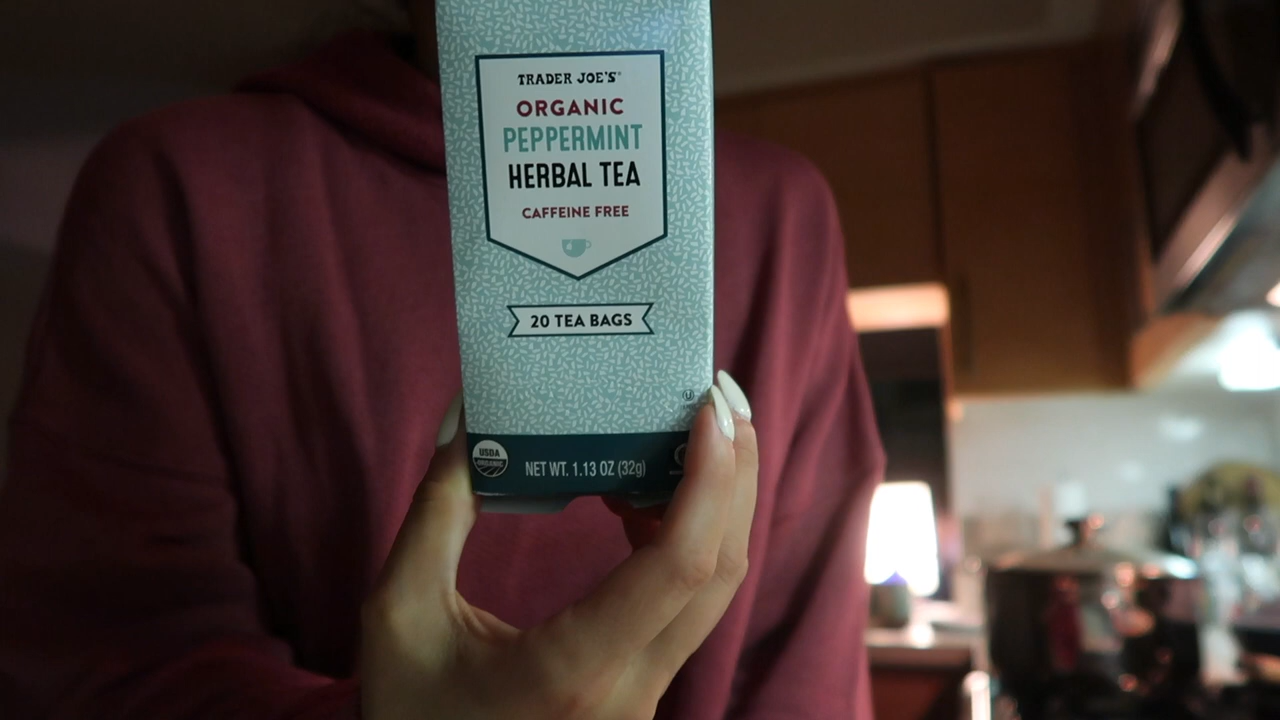 TRADER JOE'S®
ORGANIC
PEPPERMINT
HERBAL TEA
CAFFEINE FREE
20 TEA BAGS
U
USDA
ORGANIC
NET WT. 1.13 OZ (32g)